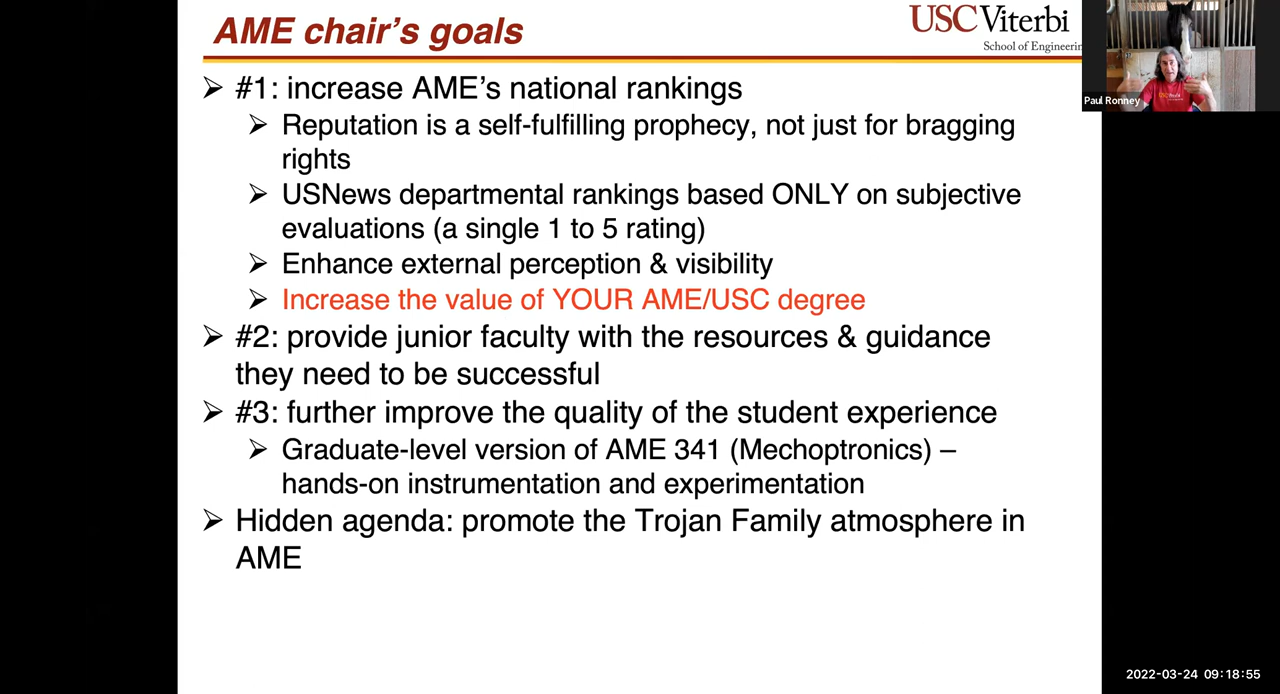 AME chair's goals
USC Viterbi
School of Engineerin
Paul Ronney
➢ #1: increase AME's national rankings
➢ Reputation is a self-fulfilling prophecy, not just for bragging
rights
➢ USNews departmental rankings based ONLY on subjective
evaluations (a single 1 to 5 rating)
➢ Enhance external perception & visibility
➢ Increase the value of YOUR AME/USC degree
➢ #2: provide junior faculty with the resources & guidance
they need to be successful
➢ #3: further improve the quality of the student experience
➢ Graduate-level version of AME 341 (Mechoptronics) –
hands-on instrumentation and experimentation
➢ Hidden agenda: promote the Trojan Family atmosphere in
AME
2022-03-24 09:18:55